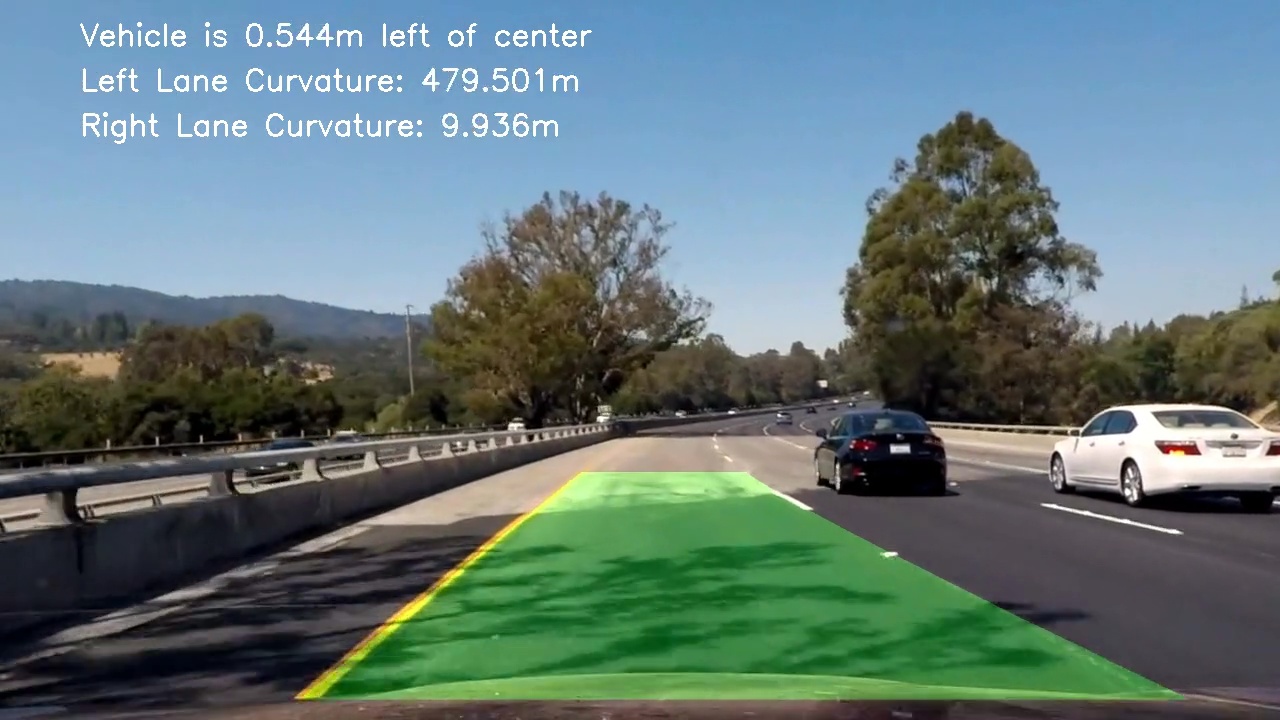 Vehicle is 0.544m left of center
Left Lane Curvature: 479.501m
Right Lane Curvature: 9.936m